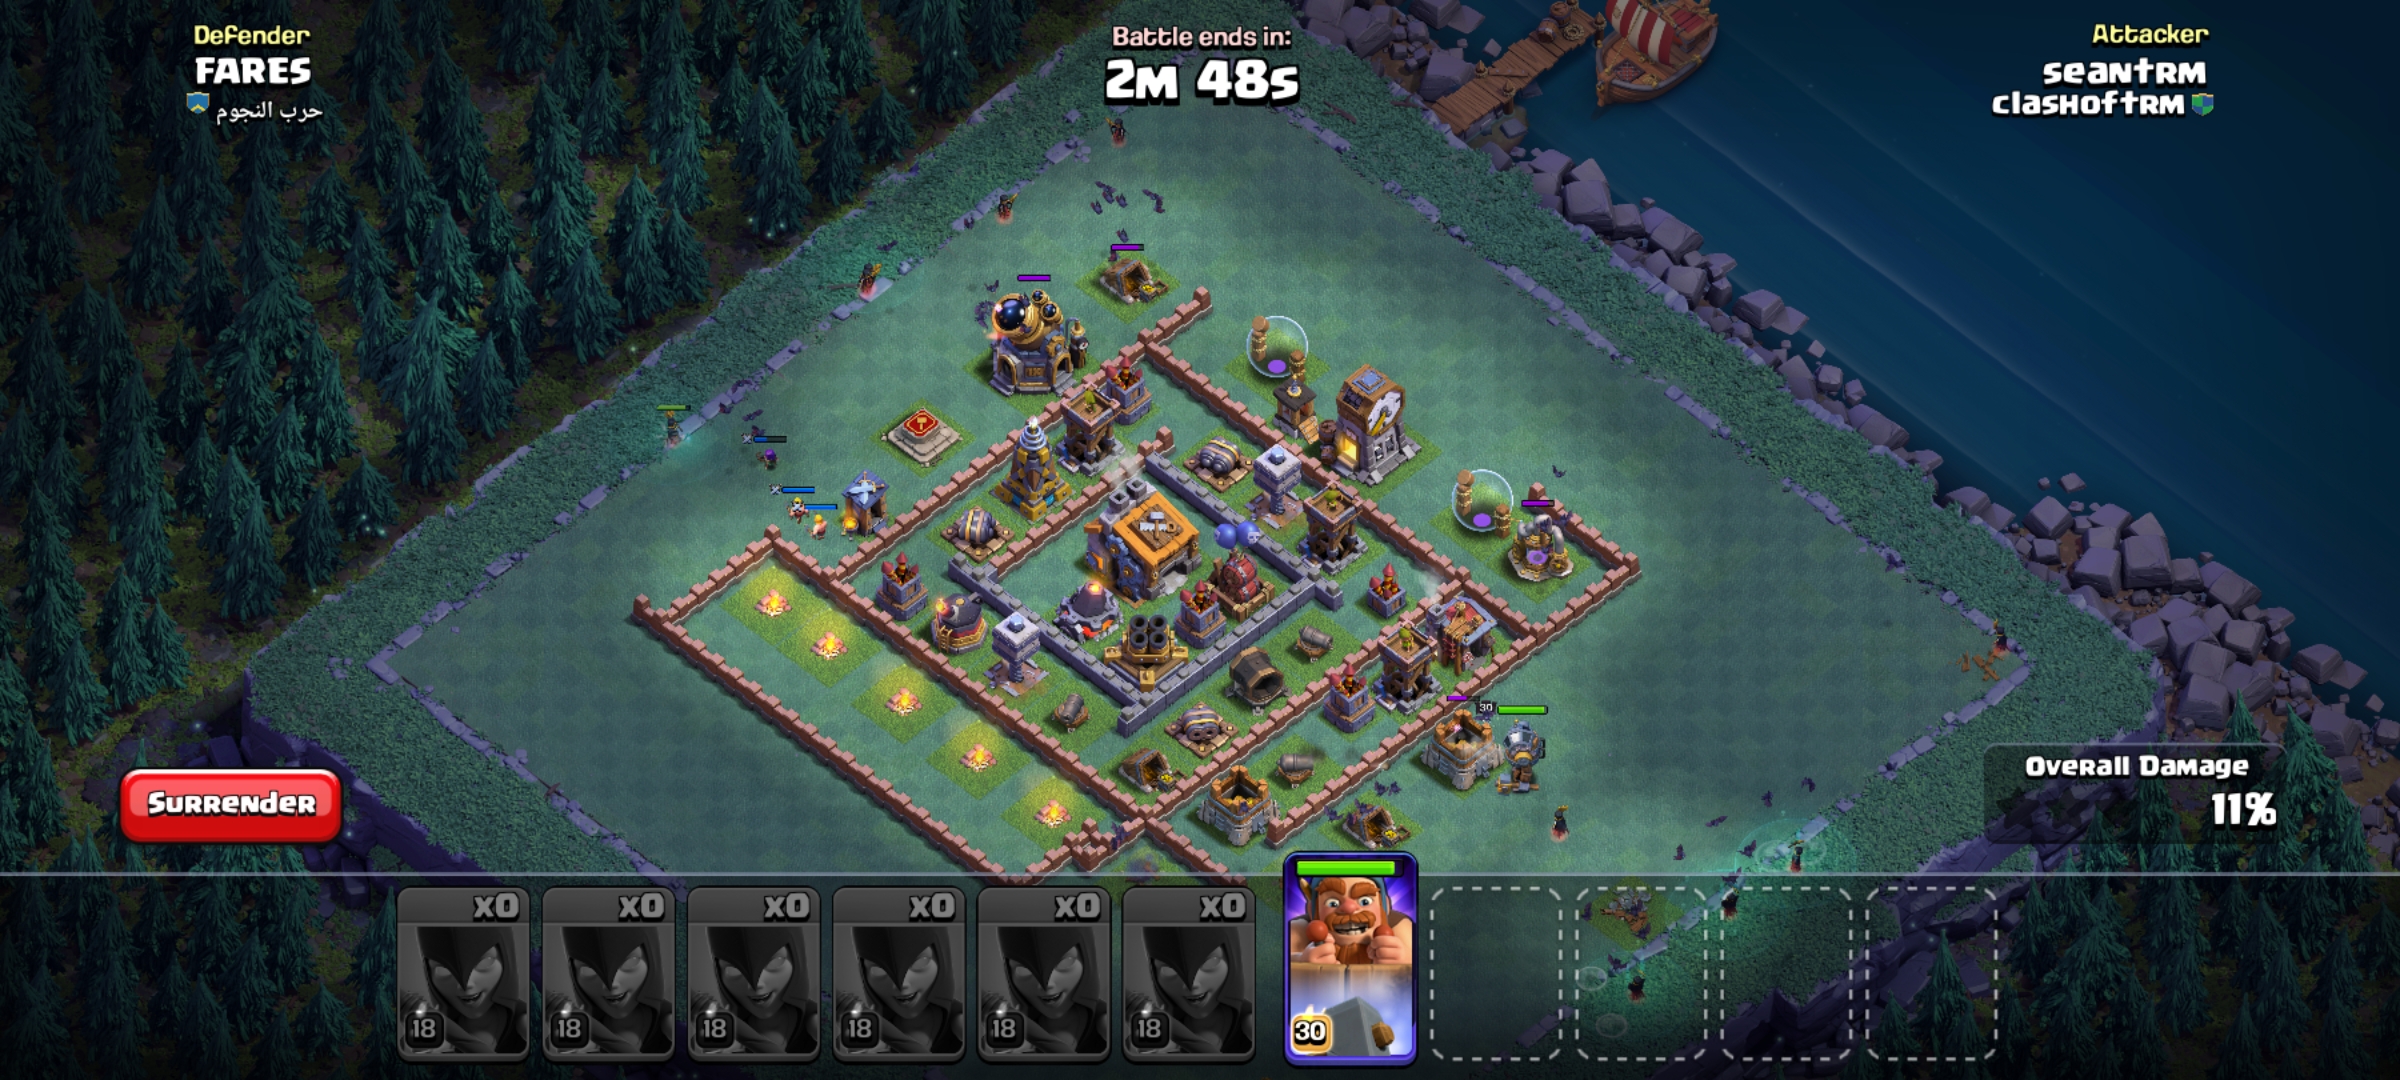 Defender
FARES
حرب النجوم
Battle ends in:
2M 48s
Attacker
seantRM
clashoftRM
Surrender
Overall Damage
11%
30
x0 x0 x0 x0 x0 x0
18 18 18 18 18 18 30